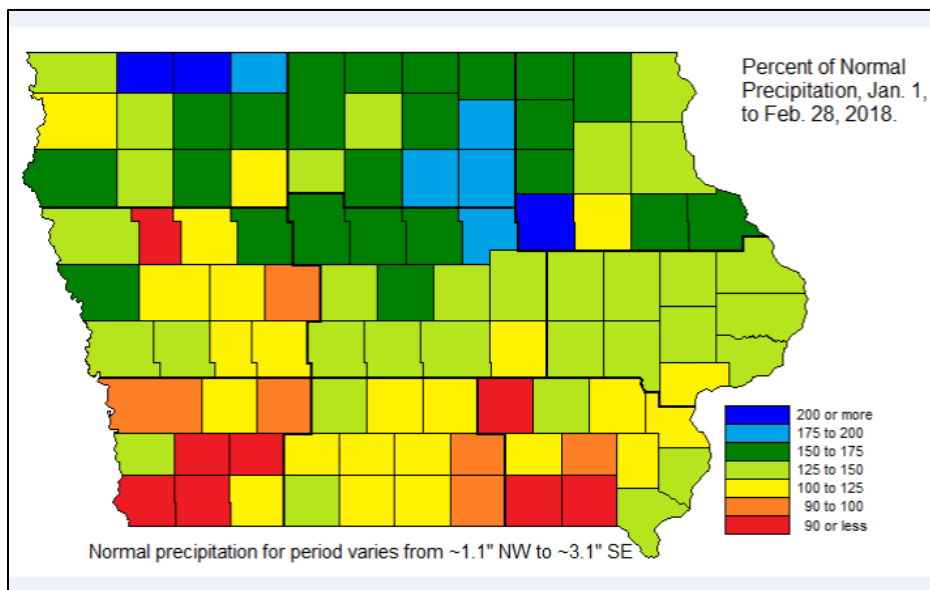 Percent of Normal
Precipitation, Jan. 1,
to Feb. 28, 2018.
200 or more
175 to 200
150 to 175
125 to 150
100 to 125
90 to 100
90 or less
Normal precipitation for period varies from ~1.1" NW to ~3.1" SE